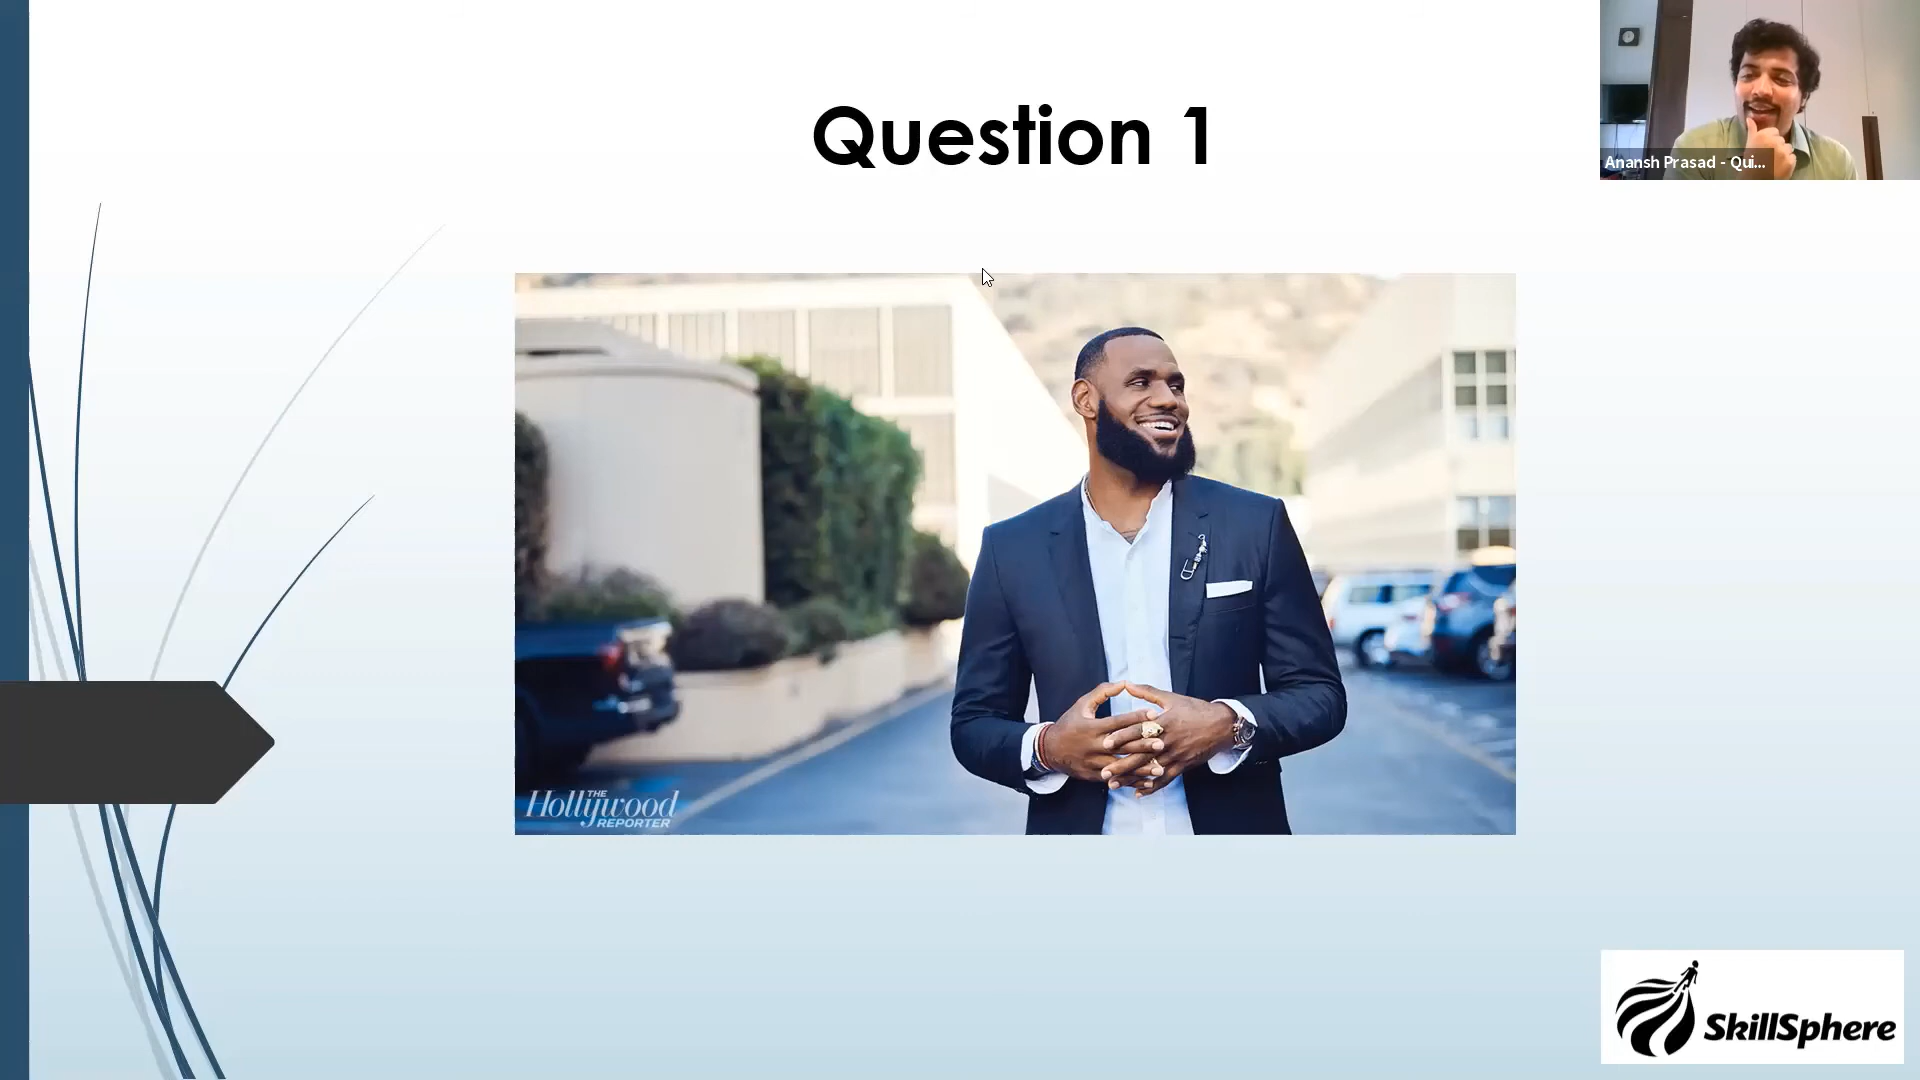 Question 1
Anansh Prasad - Qui...
THE
Hollywood
REPORTER
SkillSphere